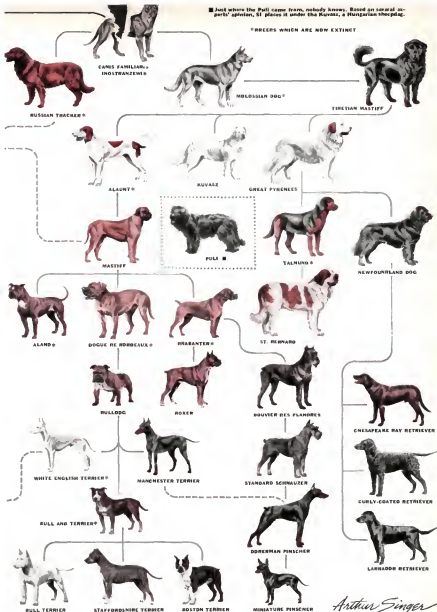 ■ Just where the Puli came from, nobody knows. Based on several ex-
perts' opinion, SI places it under the Kuvasz, a Hungarian sheepdog.
*BREEDS WHICH ARE NOW EXTINCT
CANIS FAMILIARIS
INOSTRANZEWI*
MOLOSSIAN DOG*
TIBETIAN MASTIFF
RUSSIAN TRACKER*
ALAUNT*
KUVASZ
GREAT PYRENEES
MASTIFF
PULI ■
TALMUND*
NEWFOUNDLAND DOG
ALAND*
DOGUE DE BORDEAUX*
BRABANTER*
ST. BERNARD
BULLDOG
BOXER
BOUVIER DES FLANDRES
CHESAPEAKE BAY RETRIEVER
WHITE ENGLISH TERRIER*
MANCHESTER TERRIER
STANDARD SCHNAUZER
CURLY-COATED RETRIEVER
BULL AND TERRIER*
DOBERMAN PINSCHER
LABRADOR RETRIEVER
BULL TERRIER
STAFFORDSHIRE TERRIER
BOSTON TERRIER
MINIATURE PINSCHER
Arthur Singer